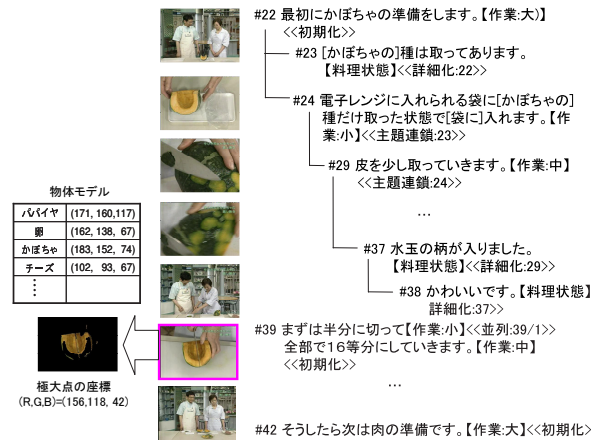 #22 最初にかぼちゃの準備をします。【作業:大)】
<<初期化>>
#23 [かぼちゃの]種は取ってあります。
【料理状態】<<詳細化:22>>
#24 電子レンジに入れられる袋に[かぼちゃの]
種だけ取った状態で[袋に]入れます。【作
業:小】<<主題連鎖:23>>
#29 皮を少し取っていきます。【作業:中】
<<主題連鎖:24>>
…
#37 水玉の柄が入りました。
【料理状態】<<詳細化:29>>
#38 かわいいです。【料理状態】
詳細化:37>>
#39 まずは半分に切って【作業:小】<<並列:39/1>>
全部で16等分にしていきます。【作業:中】
<<初期化>>
…
#42 そうしたら次は肉の準備です。【作業:大】<<初期化>>
物体モデル
パパイヤ (171, 160,117)
卵 (162, 138, 67)
かぼちゃ (183, 152, 74)
チーズ (102, 93, 67)
極大点の座標
(R,G,B)=(156,118, 42)